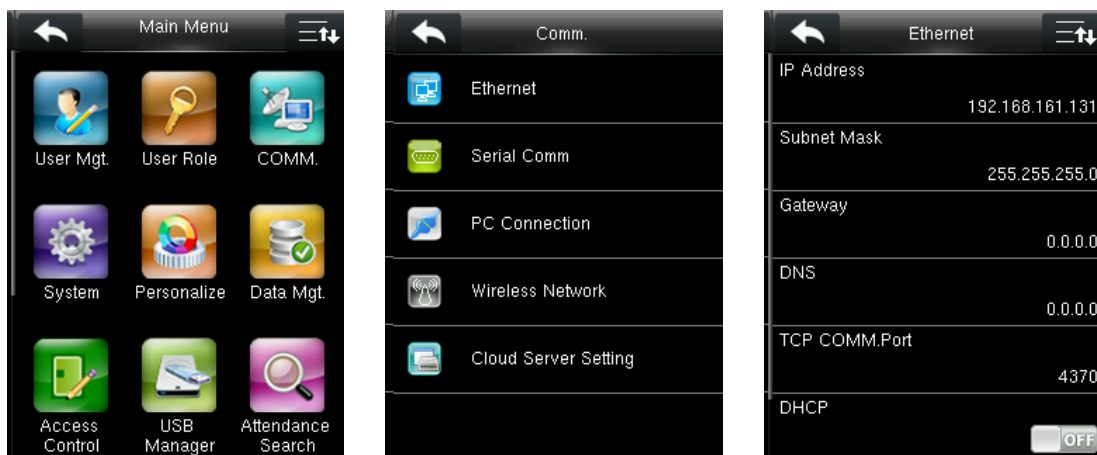 Main Menu
User Mgt.
User Role
COMM.
System
Personalize
Data Mgt.
Access
Control
USB
Manager
Attendance
Search
Comm.
Ethernet
Serial Comm
PC Connection
Wireless Network
Cloud Server Setting
Ethernet
IP Address
192.168.161.131
Subnet Mask
255.255.255.0
Gateway
0.0.0.0
DNS
0.0.0.0
TCP COMM.Port
4370
DHCP
OFF